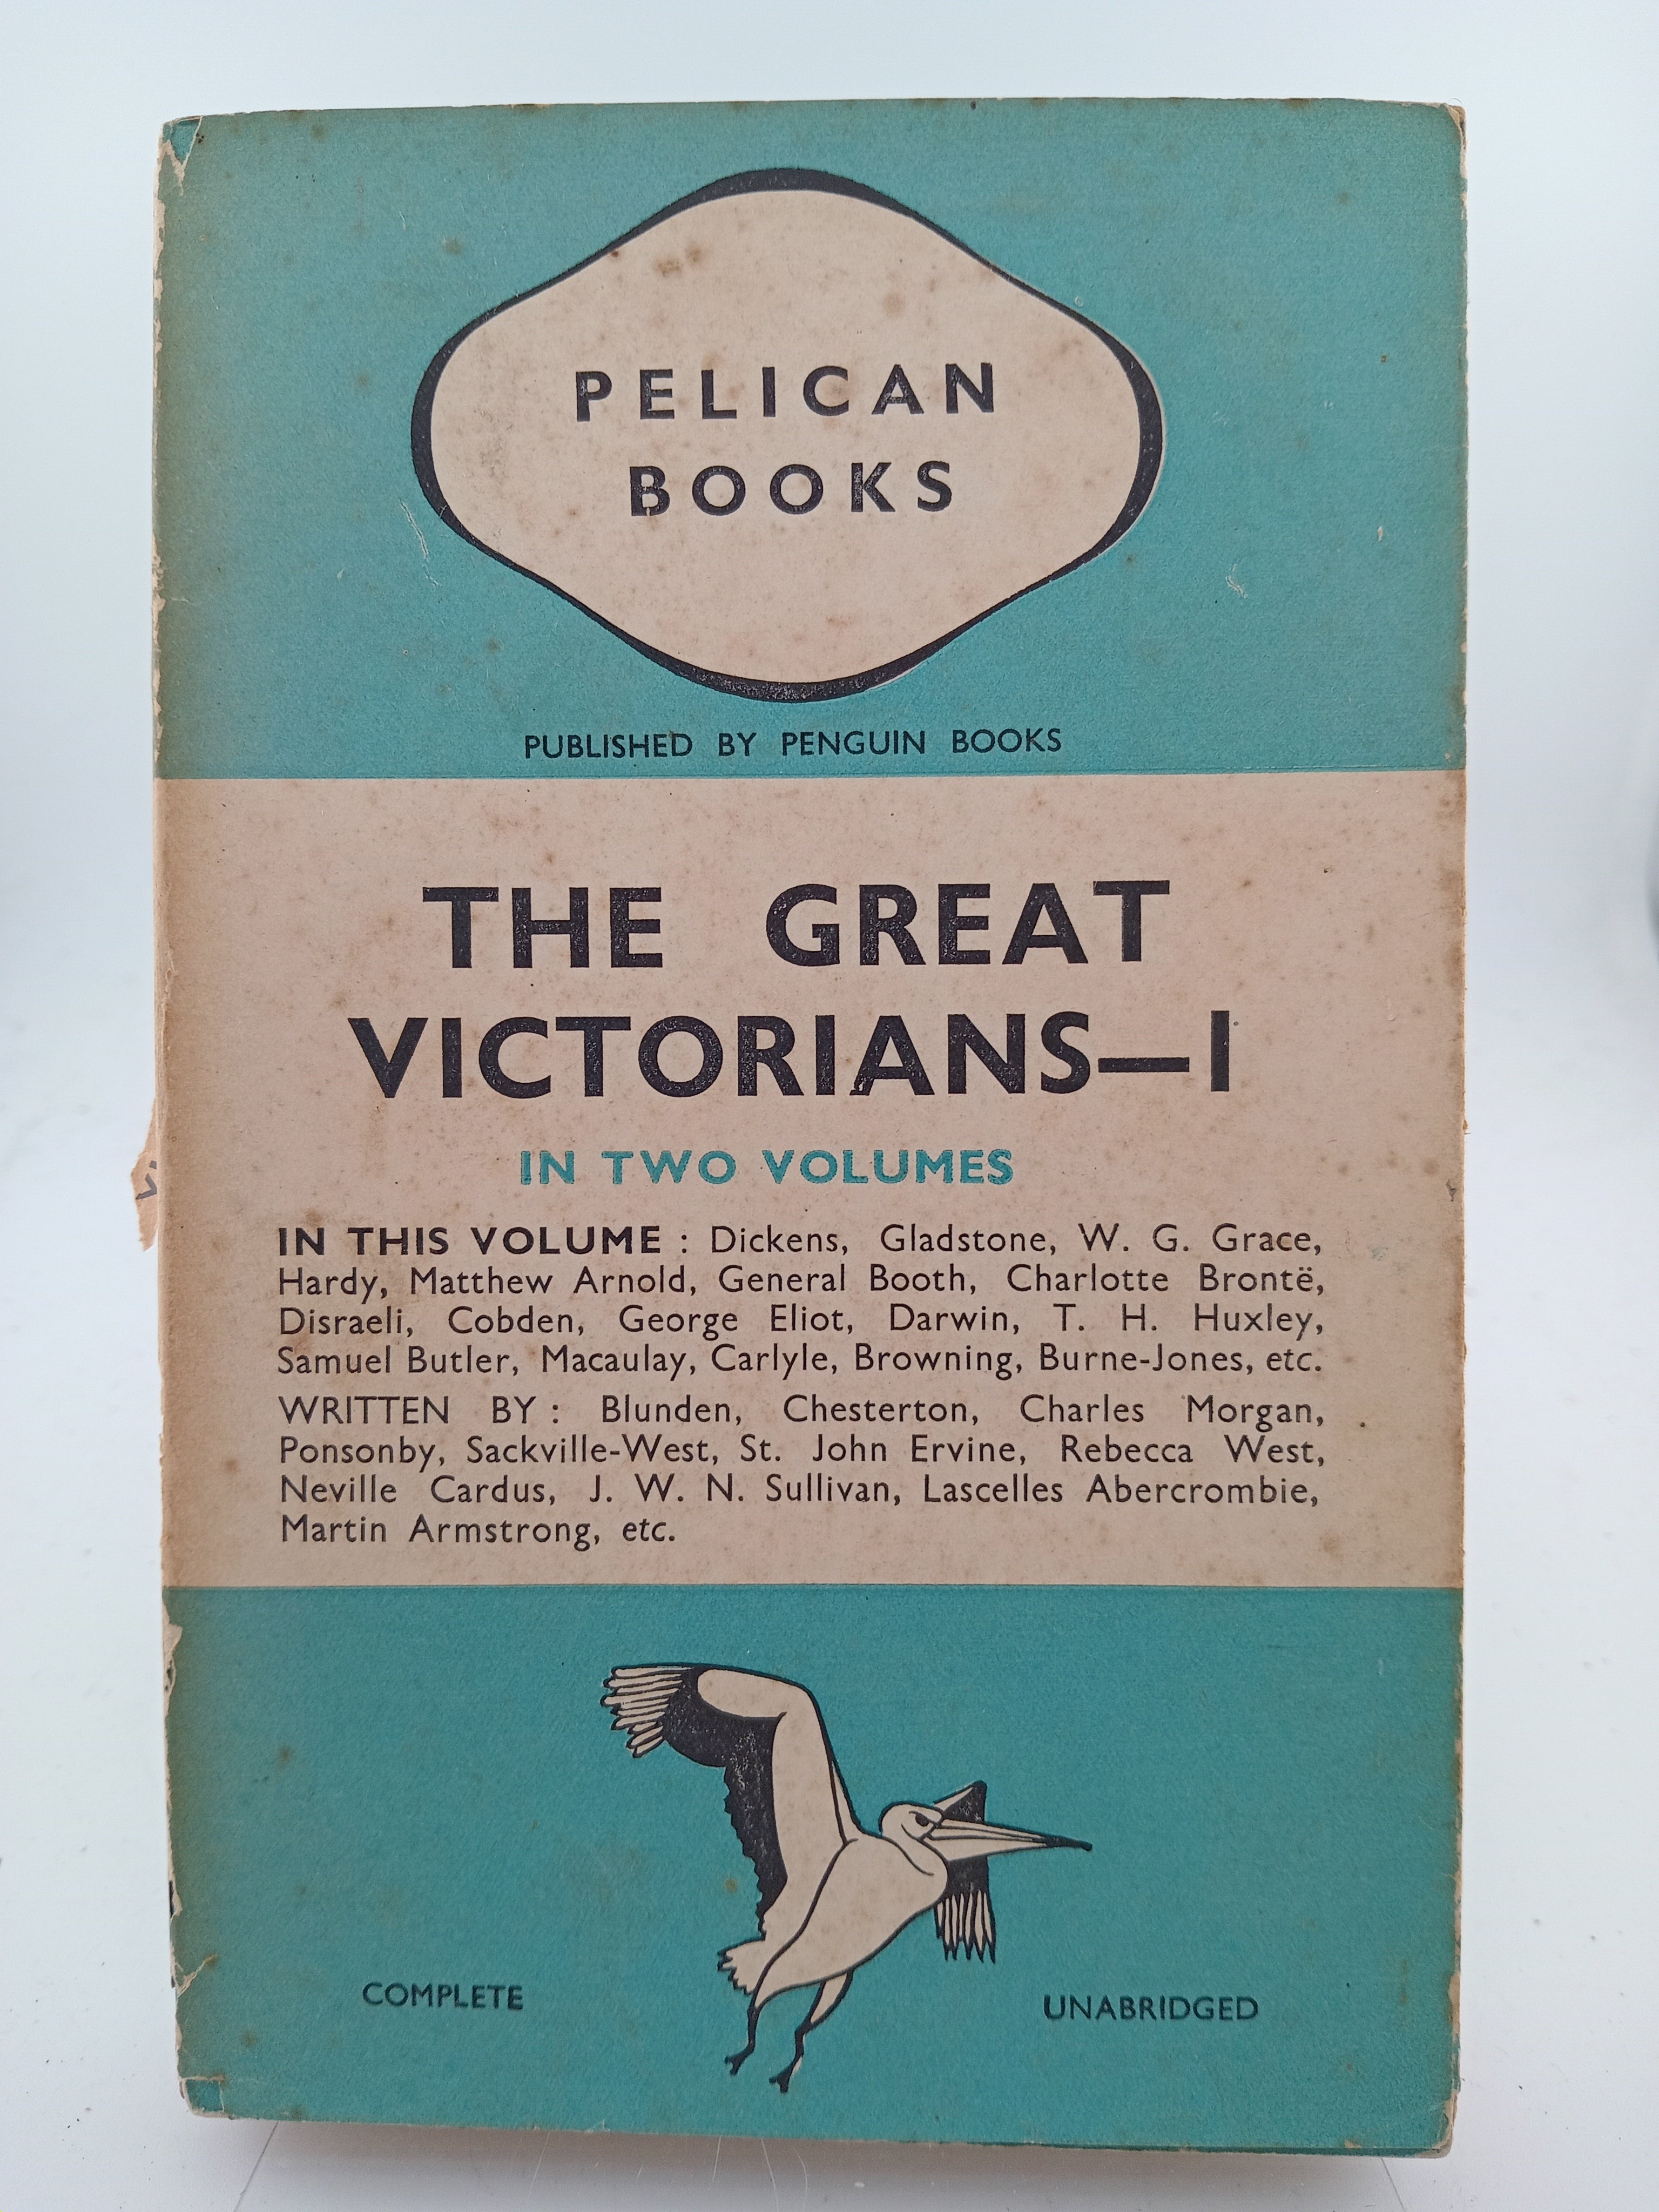 PELICAN
BOOKS
PUBLISHED BY PENGUIN BOOKS
THE GREAT
VICTORIANS—I
IN TWO VOLUMES
IN THIS VOLUME : Dickens, Gladstone, W. G. Grace,
Hardy, Matthew Arnold, General Booth, Charlotte Brontë,
Disraeli, Cobden, George Eliot, Darwin, T. H. Huxley,
Samuel Butler, Macaulay, Carlyle, Browning, Burne-Jones, etc.
WRITTEN BY : Blunden, Chesterton, Charles Morgan,
Ponsonby, Sackville-West, St. John Ervine, Rebecca West,
Neville Cardus, J. W. N. Sullivan, Lascelles Abercrombie,
Martin Armstrong, etc.
COMPLETE
UNABRIDGED